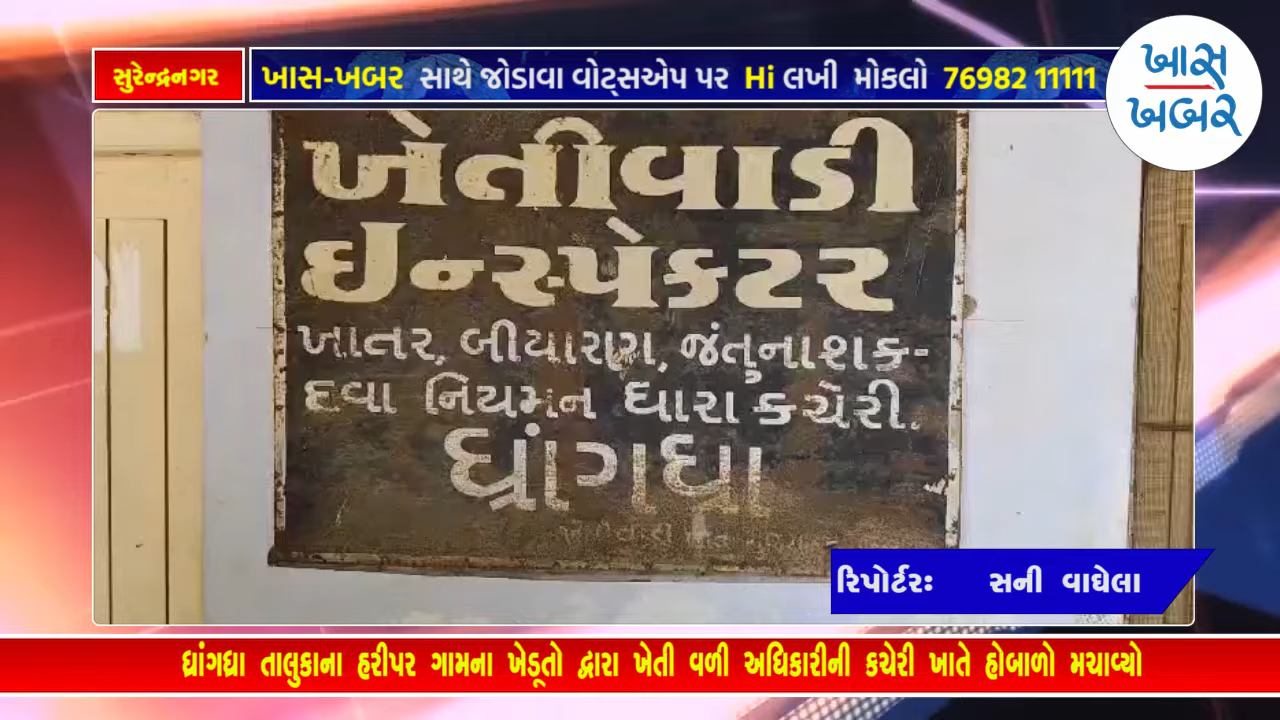 સુરેન્દ્રનગર
ખાસ-ખબર સાથે જોડાવા વોટ્સએપ પર Hi લખી મોકલો 76982 11111
ખાસ
ખબર
ખેતીવાડી
ઇન્સ્પેકટર
ખાતર, બીયારણ, જંતુનાશક-
દવા નિયમન ધારા કચેરી.
ધ્રાંગધ્રા
રિપોર્ટરઃ સની વાઘેલા
ધ્રાંગધ્રા તાલુકાના હરીપર ગામના ખેડૂતો દ્વારા ખેતી વળી અધિકારીની કચેરી ખાતે હોબાળો મચાવ્યો